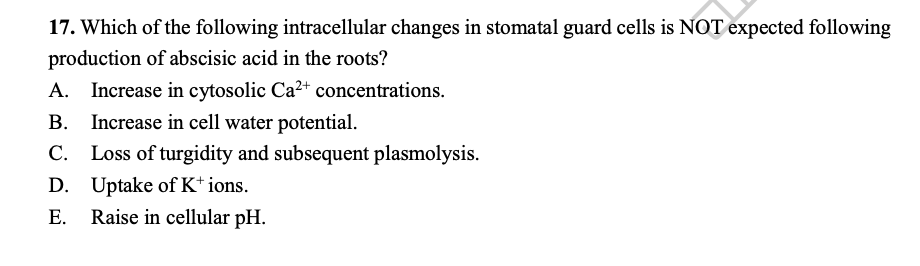 17. Which of the following intracellular changes in stomatal guard cells is NOT expected following
production of abscisic acid in the roots?
A. Increase in cytosolic Ca²⁺ concentrations.
B. Increase in cell water potential.
C. Loss of turgidity and subsequent plasmolysis.
D. Uptake of K⁺ ions.
E. Raise in cellular pH.